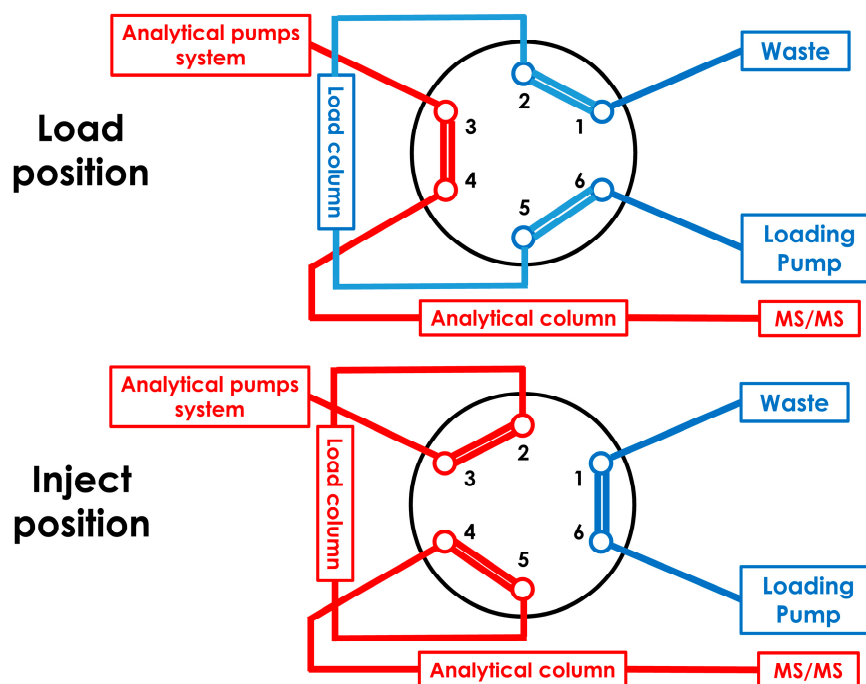 Analytical pumps
system
Waste
2
1
Load
position
Load column
3
4
6
5
Loading
Pump
Analytical column
MS/MS
Analytical pumps
system
Waste
2
Inject
position
Load column
3
1
4
6
5
Loading
Pump
Analytical column
MS/MS